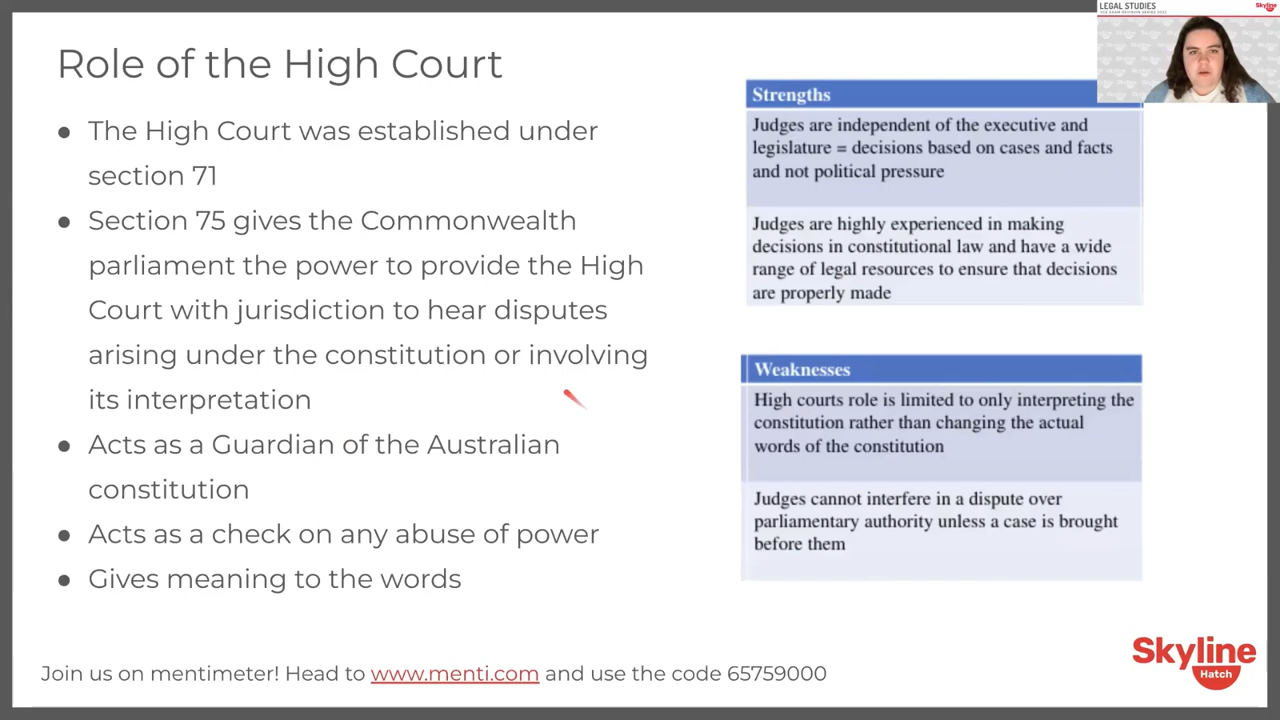 LEGAL STUDIES
Skyline
Role of the High Court
● The High Court was established under
section 71
● Section 75 gives the Commonwealth
parliament the power to provide the High
Court with jurisdiction to hear disputes
arising under the constitution or involving
its interpretation
● Acts as a Guardian of the Australian
constitution
● Acts as a check on any abuse of power
● Gives meaning to the words
Strengths
Judges are independent of the executive and
legislature = decisions based on cases and facts
and not political pressure
Judges are highly experienced in making
decisions in constitutional law and have a wide
range of legal resources to ensure that decisions
are properly made
Weaknesses
High courts role is limited to only interpreting the
constitution rather than changing the actual
words of the constitution
Judges cannot interfere in a dispute over
parliamentary authority unless a case is brought
before them
Join us on mentimeter! Head to www.menti.com and use the code 65759000
Skyline
Hatch